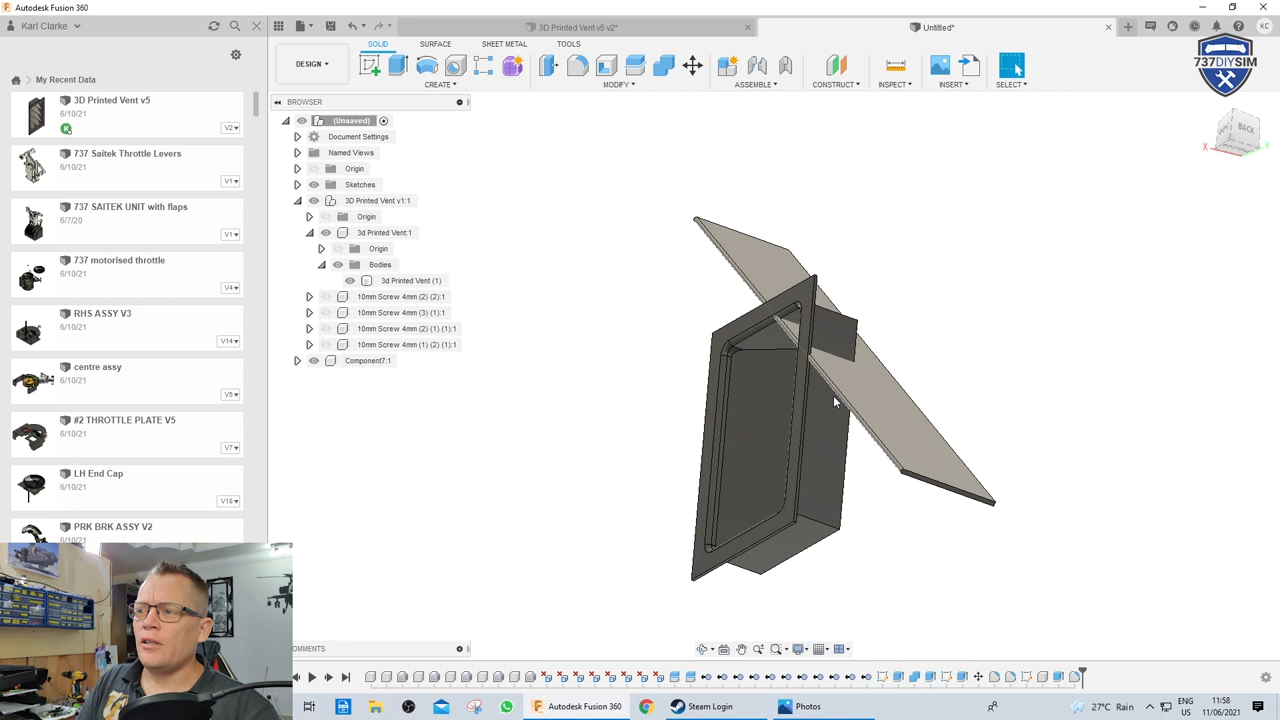 Autodesk Fusion 360
Karl Clarke
3D Printed Vent v5 v2*
Untitled*
KC
My Recent Data
3D Printed Vent v5
6/10/21
K
V2
737 Saitek Throttle Levers
6/10/21
V1
737 SAITEK UNIT with flaps
6/7/20
V1
737 motorised throttle
6/10/21
V4
RHS ASSY V3
6/10/21
V14
centre assy
6/10/21
V5
#2 THROTTLE PLATE V5
6/10/21
V7
LH End Cap
6/10/21
V18
PRK BRK ASSY V2
6/10/21
DESIGN
SOLID
SURFACE
SHEET METAL
TOOLS
CREATE
MODIFY
ASSEMBLE
CONSTRUCT
INSPECT
INSERT
SELECT
737DIYSIM
BROWSER
(Unsaved)
Document Settings
Named Views
Origin
Sketches
3D Printed Vent v1:1
Origin
3d Printed Vent:1
Origin
Bodies
3d Printed Vent (1)
10mm Screw 4mm (2) (2):1
10mm Screw 4mm (3) (1):1
10mm Screw 4mm (2) (1) (1):1
10mm Screw 4mm (1) (2) (1):1
Component7:1
BACK
X
Y
OMMENTS
Autodesk Fusion 360
Steam Login
Photos
27°C Rain
ENG
US
11:58
11/06/2021